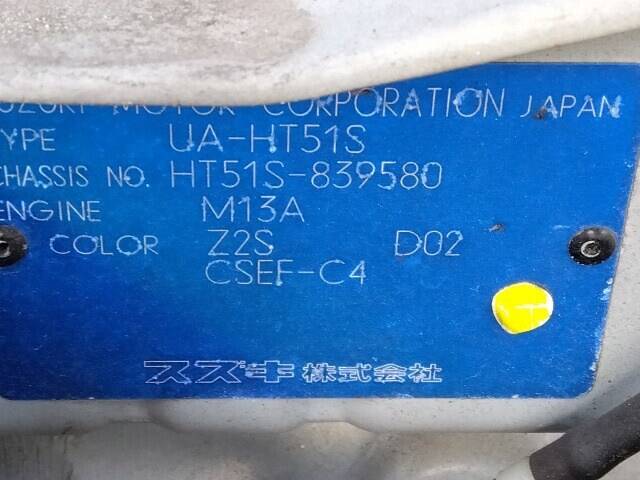 SUZUKI MOTOR CORPORATION JAPAN
TYPE UA-HT51S
CHASSIS NO. HT51S-839580
ENGINE M13A
COLOR Z2S D02
CSEF-C4
スズキ株式会社